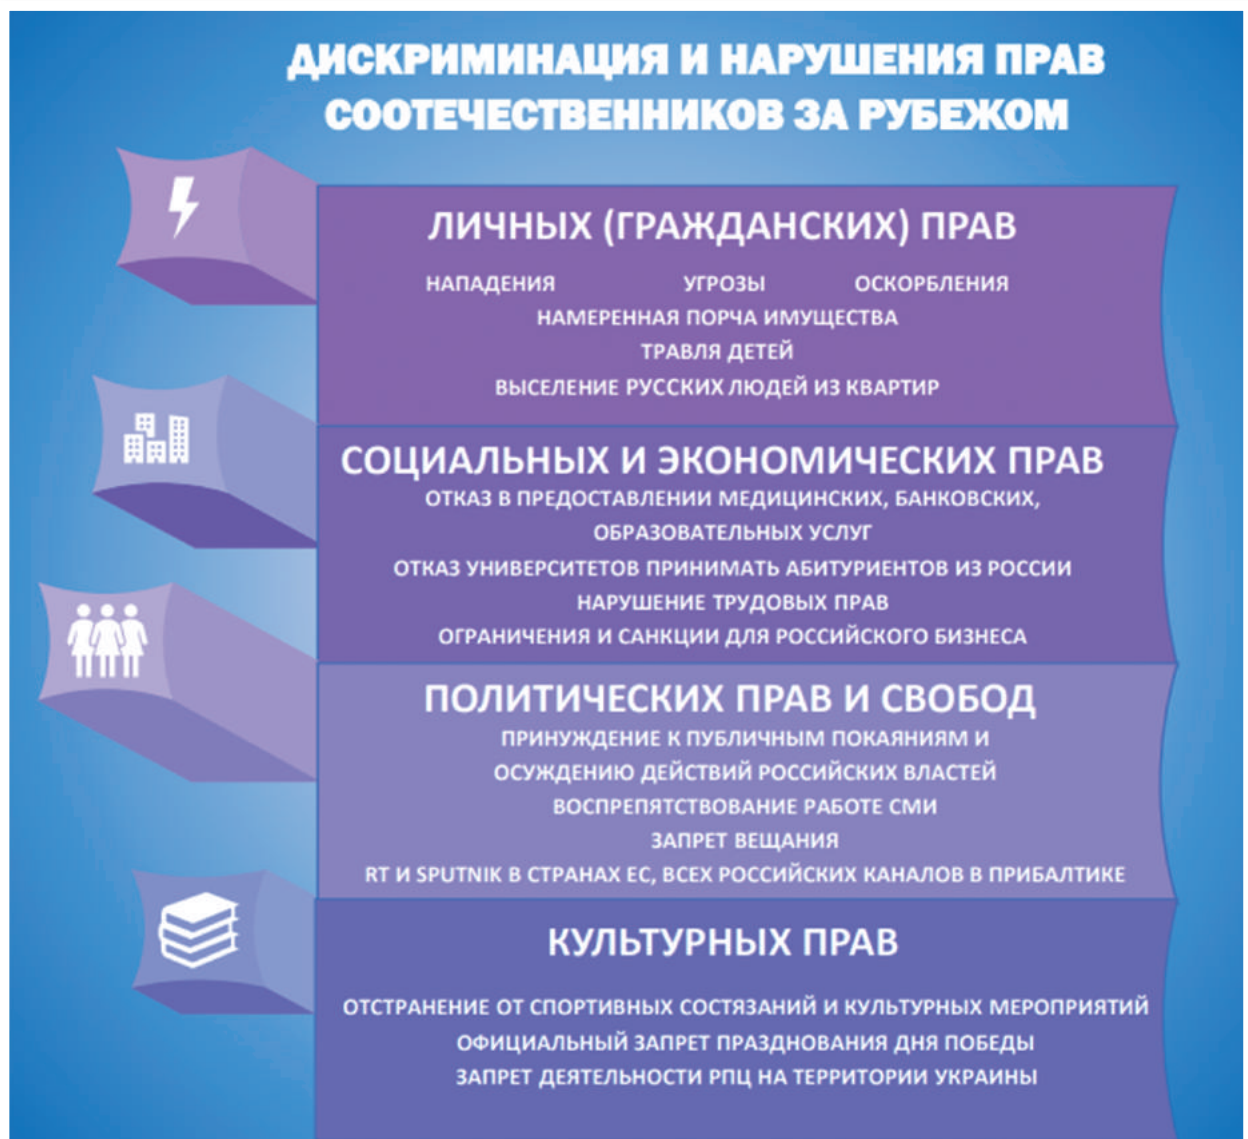 ДИСКРИМИНАЦИЯ И НАРУШЕНИЯ ПРАВ
СООТЕЧЕСТВЕННИКОВ ЗА РУБЕЖОМ
ЛИЧНЫХ (ГРАЖДАНСКИХ) ПРАВ
НАПАДЕНИЯ УГРОЗЫ ОСКОРБЛЕНИЯ
НАМЕРЕННАЯ ПОРЧА ИМУЩЕСТВА
ТРАВЛЯ ДЕТЕЙ
ВЫСЕЛЕНИЕ РУССКИХ ЛЮДЕЙ ИЗ КВАРТИР
СОЦИАЛЬНЫХ И ЭКОНОМИЧЕСКИХ ПРАВ
ОТКАЗ В ПРЕДОСТАВЛЕНИИ МЕДИЦИНСКИХ, БАНКОВСКИХ,
ОБРАЗОВАТЕЛЬНЫХ УСЛУГ
ОТКАЗ УНИВЕРСИТЕТОВ ПРИНИМАТЬ АБИТУРИЕНТОВ ИЗ РОССИИ
НАРУШЕНИЕ ТРУДОВЫХ ПРАВ
ОГРАНИЧЕНИЯ И САНКЦИИ ДЛЯ РОССИЙСКОГО БИЗНЕСА
ПОЛИТИЧЕСКИХ ПРАВ И СВОБОД
ПРИНУЖДЕНИЕ К ПУБЛИЧНЫМ ПОКАЯНИЯМ И
ОСУЖДЕНИЮ ДЕЙСТВИЙ РОССИЙСКИХ ВЛАСТЕЙ
ВОСПРЕПЯТСТВОВАНИЕ РАБОТЕ СМИ
ЗАПРЕТ ВЕЩАНИЯ
RT И SPUTNIK В СТРАНАХ ЕС, ВСЕХ РОССИЙСКИХ КАНАЛОВ В ПРИБАЛТИКЕ
КУЛЬТУРНЫХ ПРАВ
ОТСТРАНЕНИЕ ОТ СПОРТИВНЫХ СОСТЯЗАНИЙ И КУЛЬТУРНЫХ МЕРОПРИЯТИЙ
ОФИЦИАЛЬНЫЙ ЗАПРЕТ ПРАЗДНОВАНИЯ ДНЯ ПОБЕДЫ
ЗАПРЕТ ДЕЯТЕЛЬНОСТИ РПЦ НА ТЕРРИТОРИИ УКРАИНЫ